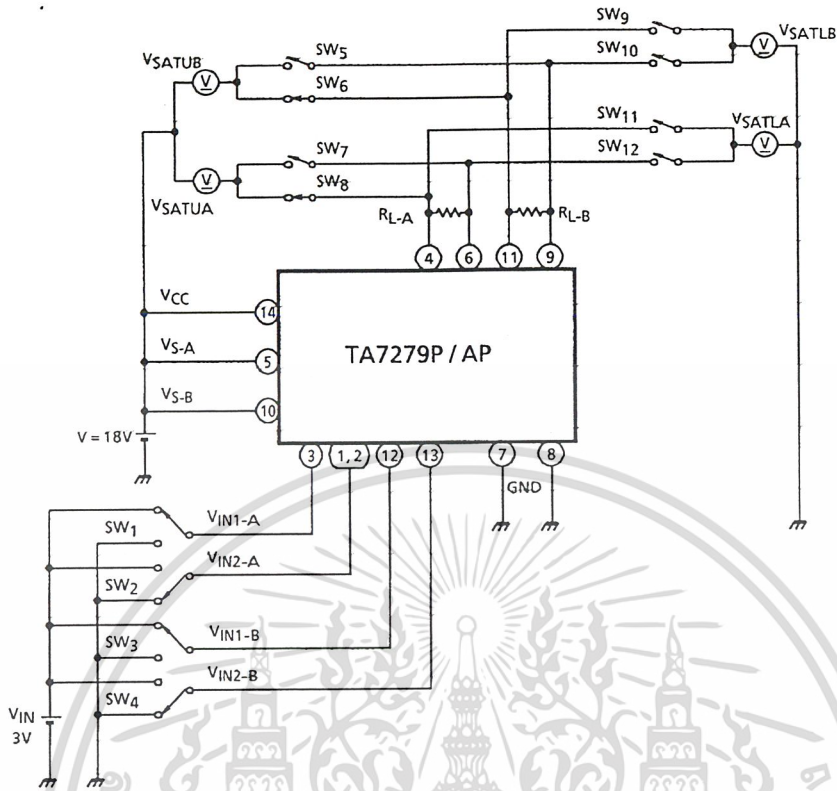 SW9
VSATLB
VSATUB
SW5
SW10
V
V
SW6
SW11
VSATLA
SW7
SW12
V
V
VSATUA
SW8
RL-A
RL-B
4
6
11
9
VCC
14
TA7279P / AP
VS-A
5
VS-B
10
V = 18V
3
1, 2
12
13
7
8
GND
VIN1-A
SW1
VIN2-A
SW2
VIN1-B
SW3
VIN2-B
SW4
VIN
3V